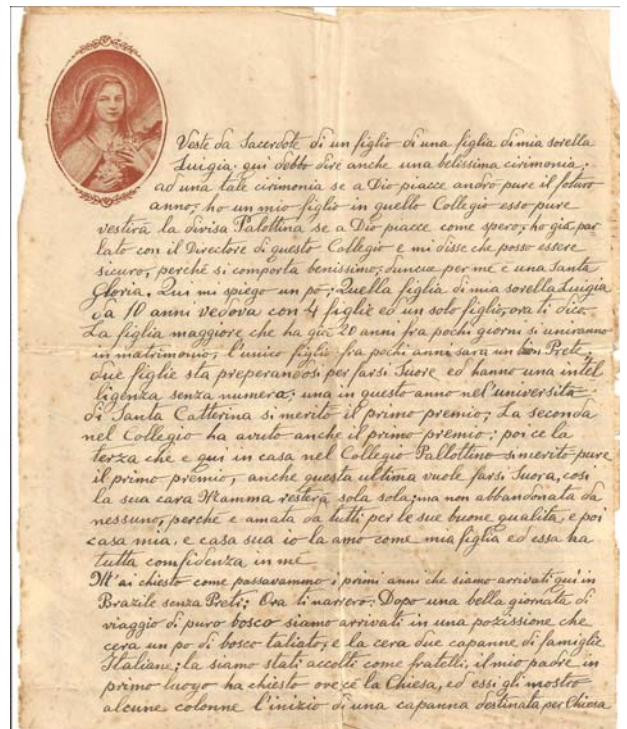 Veste da Sacerdote di un figlio di una figlia di mia sorella
Luigia. qui debbo dire anche una belissima cirimonia;
ad una tale cirimonia se a Dio piacce andrò pure il foturo
anno; ho un mio figlio in quello Collegio esso pure
vestirà la divisa Palottina se a Dio piacce come spero; ho già par
lato con il Directore di questo Collegio e mi disse che posso essere
sicuro, perché si comporta benissimo; duncue per me è una Santa
Gloria. Qui mi spiego un po; Quella figlia di mia sorella Luigia
da 10 anni vedova con 4 figlie ed un solo figlio, ora ti dico.
La figlia maggiore che ha già 20 anni fra pochi giorni si uniranno
in matrimonio, l'unico figlio fra pochi anni sara un bon Prete,
due figlie sta preperandosi per farsi Suore ed hanno una intel
ligenza senza numero; una in questo anno nel'università
di Santa Catterina si meritò il primo premio; La seconda
nel Collegio ha avuto anche il primo premio; poi ce la
terza che e qui in casa nel Collegio Pallottino si meritò pure
il primo premio, anche questa ultima vuole farsi Suora, così
la sua cara Mamma resterà sola sola; ma non abbandonata da
nessuno, perché e amata da tutti per le sue buone qualità, e poi
casa mia, e casa sua io la amo come mia figlia ed essa ha
tutta comfidenza in mé
M'ai chiesto come passavammo i primi anni che siamo arrivati qui in
Brazile senza Preti; Ora ti narrerò: Dopo una bella giornata di
viaggio di puro bosco siamo arrivati in una pozissione che
cera un po di bosco taliato, e la cera due capanne di famiglie
Italiane; la siamo stati accolti come fratelli, il mio padre in
primo luogo ha chiesto ove cé la Chiesa, ed essi gli mostro
alcune colonne l'inizio di una capanna destinata per Chiesa